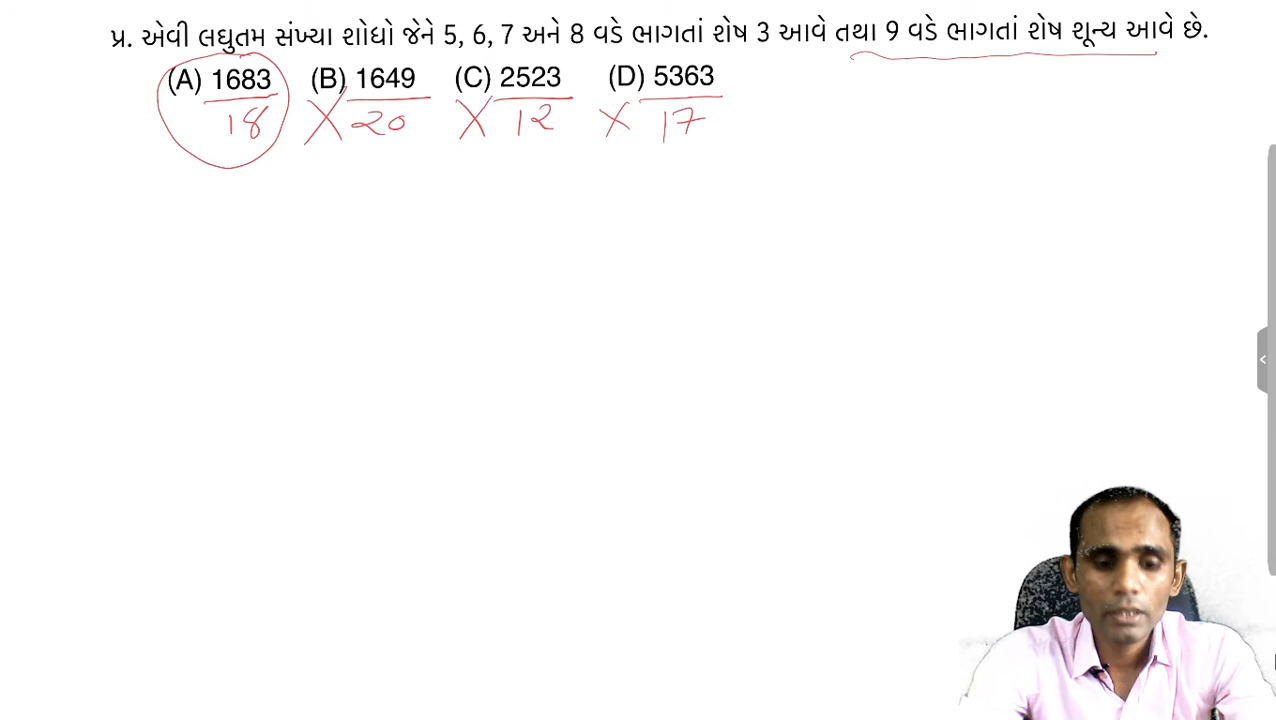 પ્ર. એવી લઘુતમ સંખ્યા શોધો જેને 5, 6, 7 અને 8 વડે ભાગતાં શેષ 3 આવે તથા 9 વડે ભાગતાં શેષ શૂન્ય આવે છે.
(A) 1683 (B) 1649 (C) 2523 (D) 5363
18 X 20 X 12 X 17
<